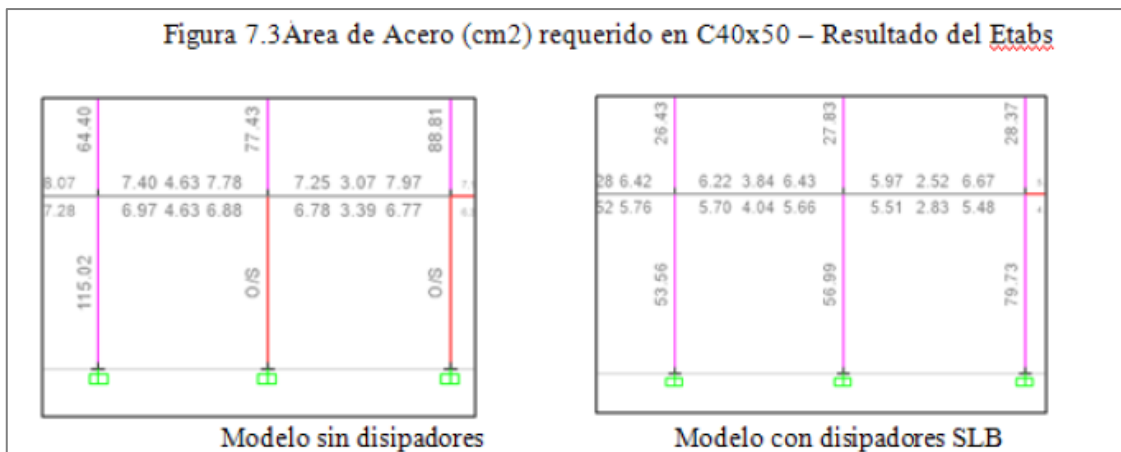 Figura 7.3Área de Acero (cm2) requerido en C40x50 – Resultado del Etabs
64.40 77.43 88.81
8.07 7.40 4.63 7.78 7.25 3.07 7.97
7.28 6.97 4.63 6.88 6.78 3.39 6.77
115.02 O/S O/S
Modelo sin disipadores
26.43 27.83 28.37
28 6.42 6.22 3.84 6.43 5.97 2.52 6.67
52 5.76 5.70 4.04 5.66 5.51 2.83 5.48
53.56 56.99 79.73
Modelo con disipadores SLB